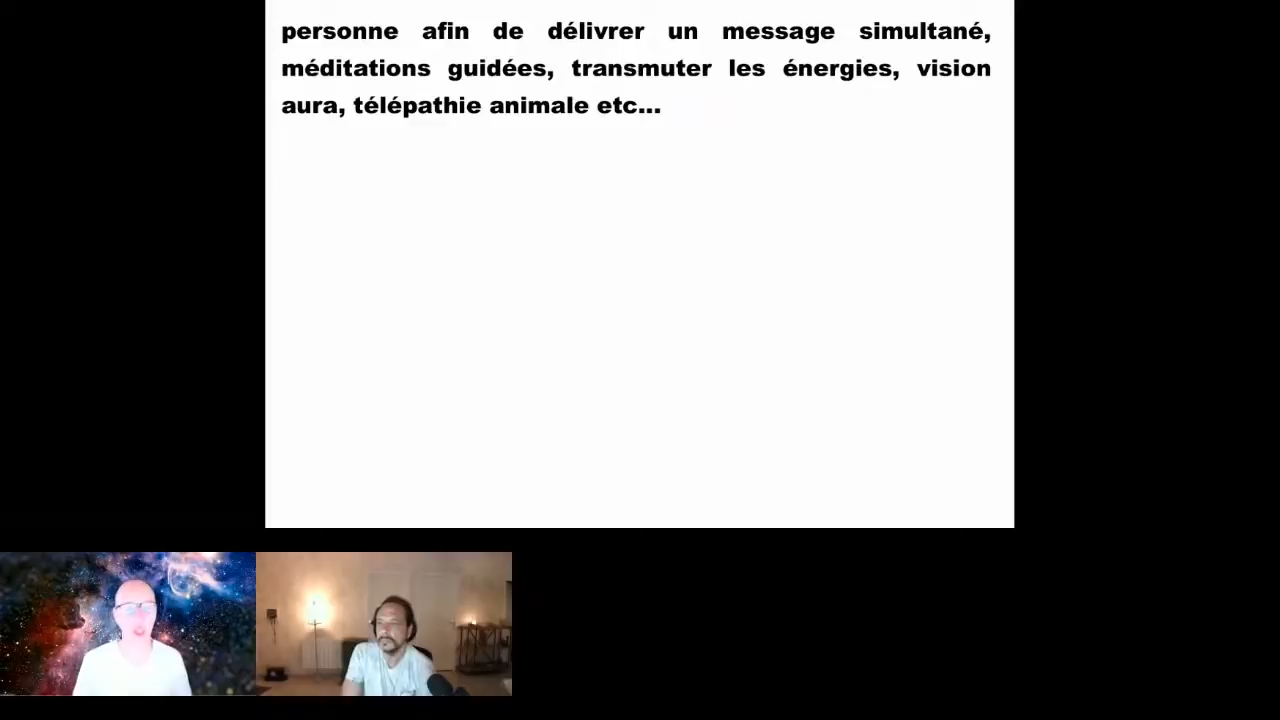 personne afin de délivrer un message simultané,
méditations guidées, transmuter les énergies, vision
aura, télépathie animale etc...